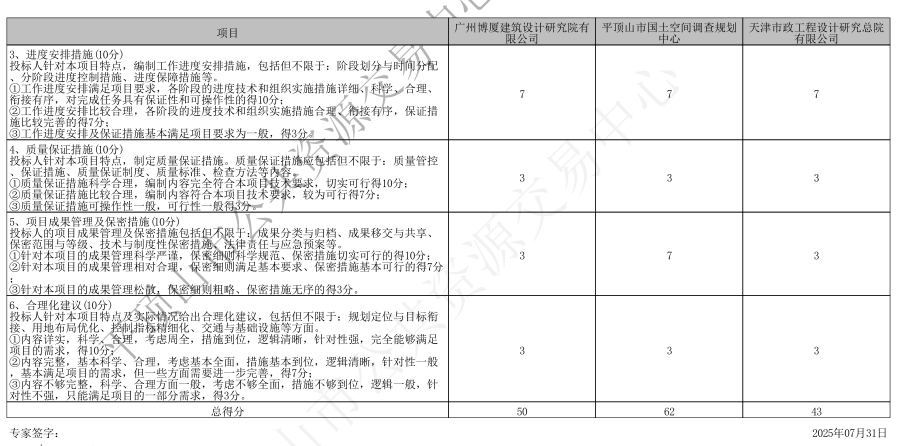 项目
广州博厦建筑设计研究院有限公司
平顶山市国土空间调查规划中心
天津市政工程设计研究总院有限公司
3、进度安排措施(10分)
投标人针对本项目特点，编制工作进度安排措施，包括但不限于：阶段划分与时间分配
、分阶段进度控制措施、进度保障措施等。
①工作进度安排满足项目要求，各阶段的进度技术和组织实施措施详细、科学、合理、
衔接有序，对完成任务具有保证性和可操作性的得10分；
②工作进度安排比较合理，各阶段的进度技术和组织实施措施合理、衔接有序，保证措
施比较完善的得7分；
③工作进度安排及保证措施基本满足项目要求为一般，得3分。
7
7
7
4、质量保证措施(10分)
投标人针对本项目特点，制定质量保证措施。质量保证措施应包括但不限于：质量管控
、保证措施、质量保证制度、质量标准、检查方法等内容。
①质量保证措施科学合理，编制内容完全符合本项目技术要求，切实可行得10分；
②质量保证措施比较合理，编制内容符合本项目技术要求，较为可行得7分；
③质量保证措施可操作性一般，可行性一般得3分。
3
3
3
5、项目成果管理及保密措施(10分)
投标人的项目成果管理及保密措施包括但不限于：成果分类与归档、成果移交与共享、
保密范围与等级、技术与制度性保密措施、法律责任与应急预案等。
①针对本项目的成果管理科学严谨，保密细则科学规范、保密措施切实可行的得10分；
②针对本项目的成果管理相对合理，保密细则满足基本要求、保密措施基本可行的得7分
；
③针对本项目的成果管理松散，保密细则粗略、保密措施无序的得3分。
3
7
3
6、合理化建议(10分)
投标人针对本项目特点及实际情况给出合理化建议，包括但不限于：规划定位与目标衔
接、用地布局优化、控制指标精细化、交通与基础设施等方面。
①内容详实，科学、合理，考虑周全，措施到位，逻辑清晰，针对性强，完全能够满足
项目的需求，得10分；
②内容完整，基本科学、合理，考虑基本全面，措施基本到位，逻辑清晰，针对性一般
，基本满足项目的需求，但一些方面需要进一步完善，得7分；
③内容不够完整，科学、合理方面一般，考虑不够全面，措施不够到位，逻辑一般，针
对性不强，只能满足项目的一部分需求，得3分。
3
3
3
总得分
50
62
43
专家签字：
2025年07月31日
平顶山市公共资源交易中心